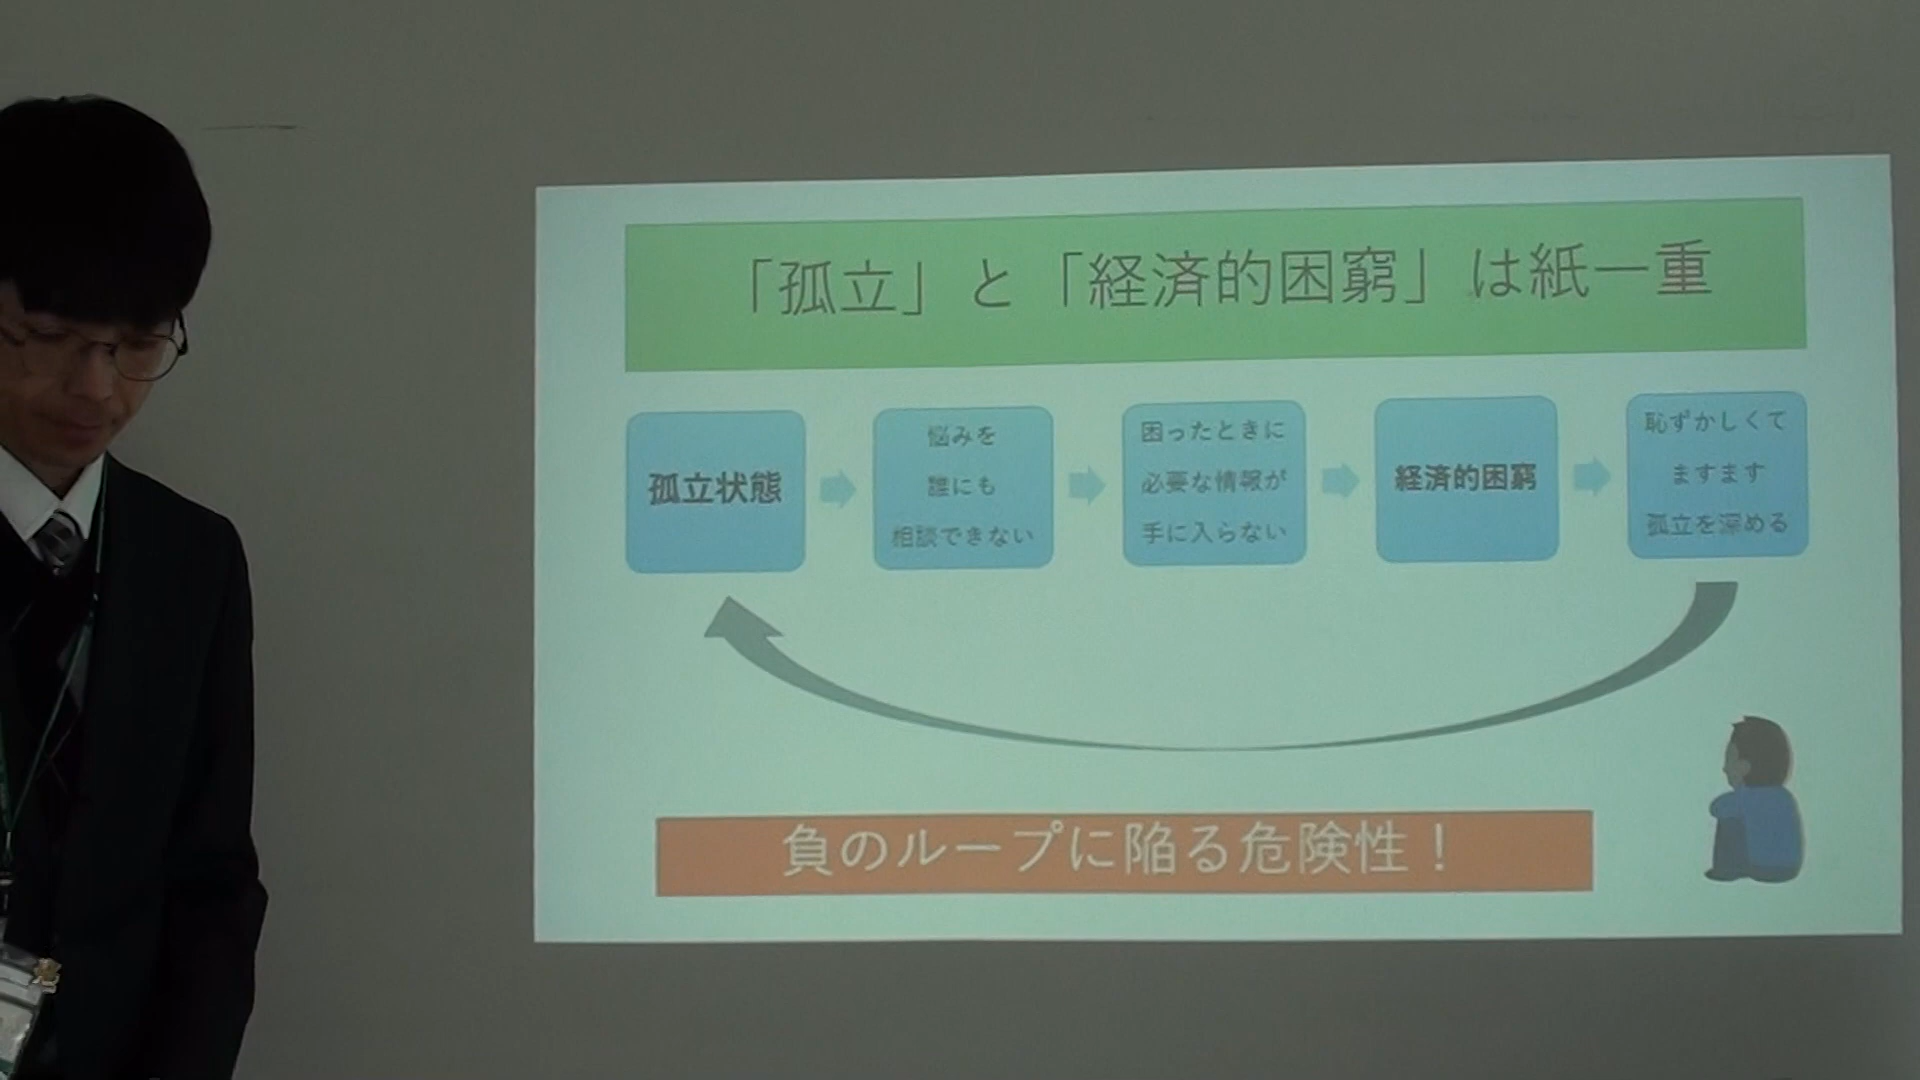 「孤立」と「経済的困窮」は紙一重
孤立状態
悩みを
誰にも
相談できない
困ったときに
必要な情報が
手に入らない
経済的困窮
恥ずかしくて
ますます
孤立を深める
負のループに陥る危険性！